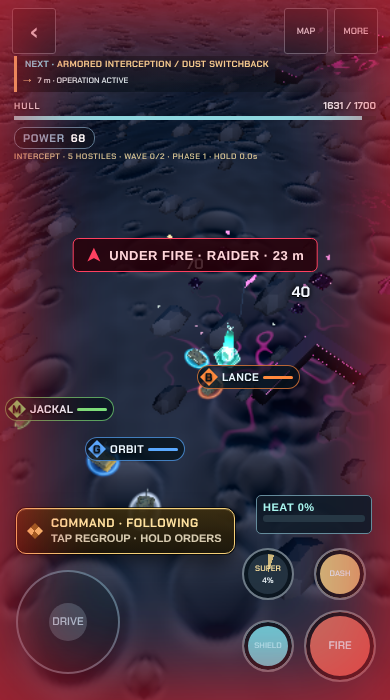 ‹
MAP
MORE
NEXT · ARMORED INTERCEPTION / DUST SWITCHBACK
→ 7 m · OPERATION ACTIVE
HULL
1631 / 1700
POWER 68
INTERCEPT · 5 HOSTILES · WAVE 0/2 · PHASE 1 · HOLD 0.0s
UNDER FIRE · RAIDER · 23 m
70
40
B LANCE
M JACKAL
G ORBIT
COMMAND · FOLLOWING
TAP REGROUP · HOLD ORDERS
HEAT 0%
SUPER
4%
DASH
DRIVE
SHIELD
FIRE